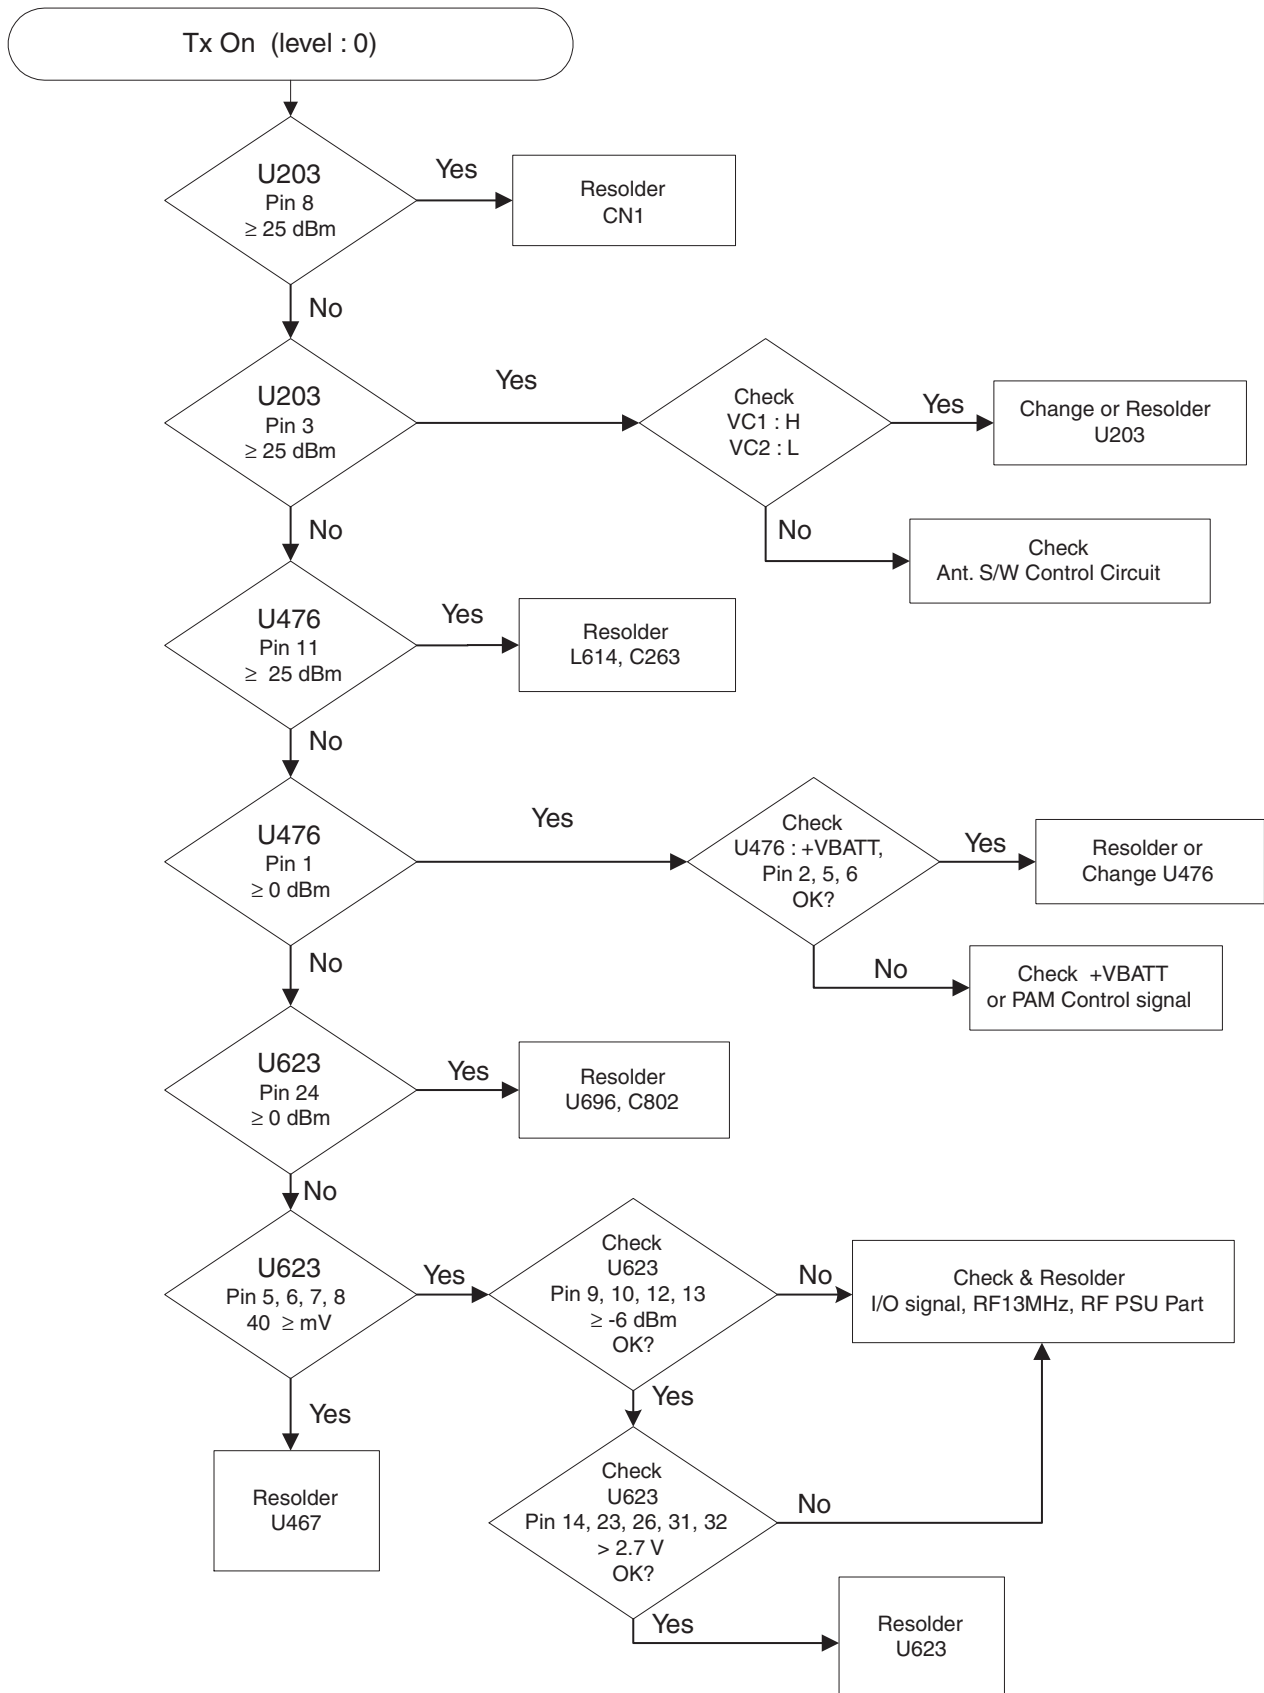 Tx On (level : 0)
U203
Pin 8
≥ 25 dBm
Yes
Resolder
CN1
No
U203
Pin 3
≥ 25 dBm
Yes
Check
VC1 : H
VC2 : L
Yes
Change or Resolder
U203
No
Check
Ant. S/W Control Circuit
No
U476
Pin 11
≥ 25 dBm
Yes
Resolder
L614, C263
No
U476
Pin 1
≥ 0 dBm
Yes
Check
U476 : +VBATT,
Pin 2, 5, 6
OK?
Yes
Resolder or
Change U476
No
Check +VBATT
or PAM Control signal
No
U623
Pin 24
≥ 0 dBm
Yes
Resolder
U696, C802
No
U623
Pin 5, 6, 7, 8
40 ≥ mV
Yes
Check
U623
Pin 9, 10, 12, 13
≥ -6 dBm
OK?
No
Check & Resolder
I/O signal, RF13MHz, RF PSU Part
Yes
Resolder
U467
Yes
Check
U623
Pin 14, 23, 26, 31, 32
> 2.7 V
OK?
No
Yes
Resolder
U623